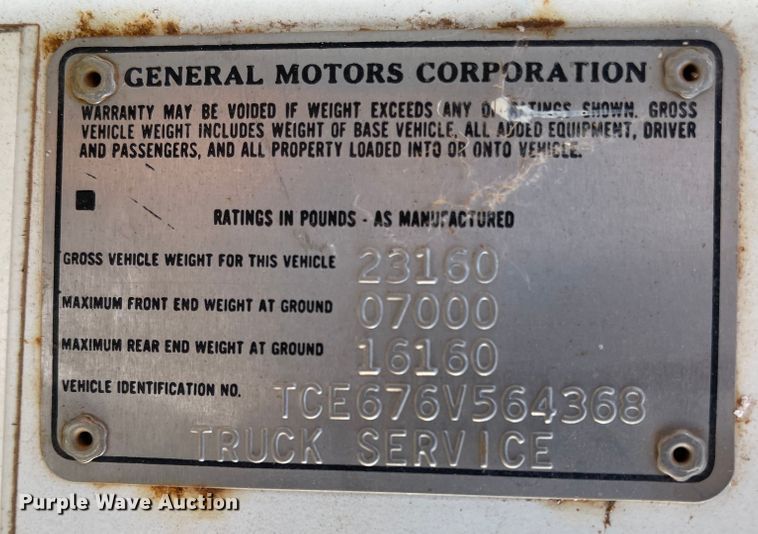 GENERAL MOTORS CORPORATION
WARRANTY MAY BE VOIDED IF WEIGHT EXCEEDS ANY OF RATINGS SHOWN. GROSS
VEHICLE WEIGHT INCLUDES WEIGHT OF BASE VEHICLE, ALL ADDED EQUIPMENT, DRIVER
AND PASSENGERS, AND ALL PROPERTY LOADED INTO OR ONTO VEHICLE.
RATINGS IN POUNDS - AS MANUFACTURED
GROSS VEHICLE WEIGHT FOR THIS VEHICLE 23160
MAXIMUM FRONT END WEIGHT AT GROUND 07000
MAXIMUM REAR END WEIGHT AT GROUND 16160
VEHICLE IDENTIFICATION NO. TCE676V564368
TRUCK SERVICE
Purple Wave Auction